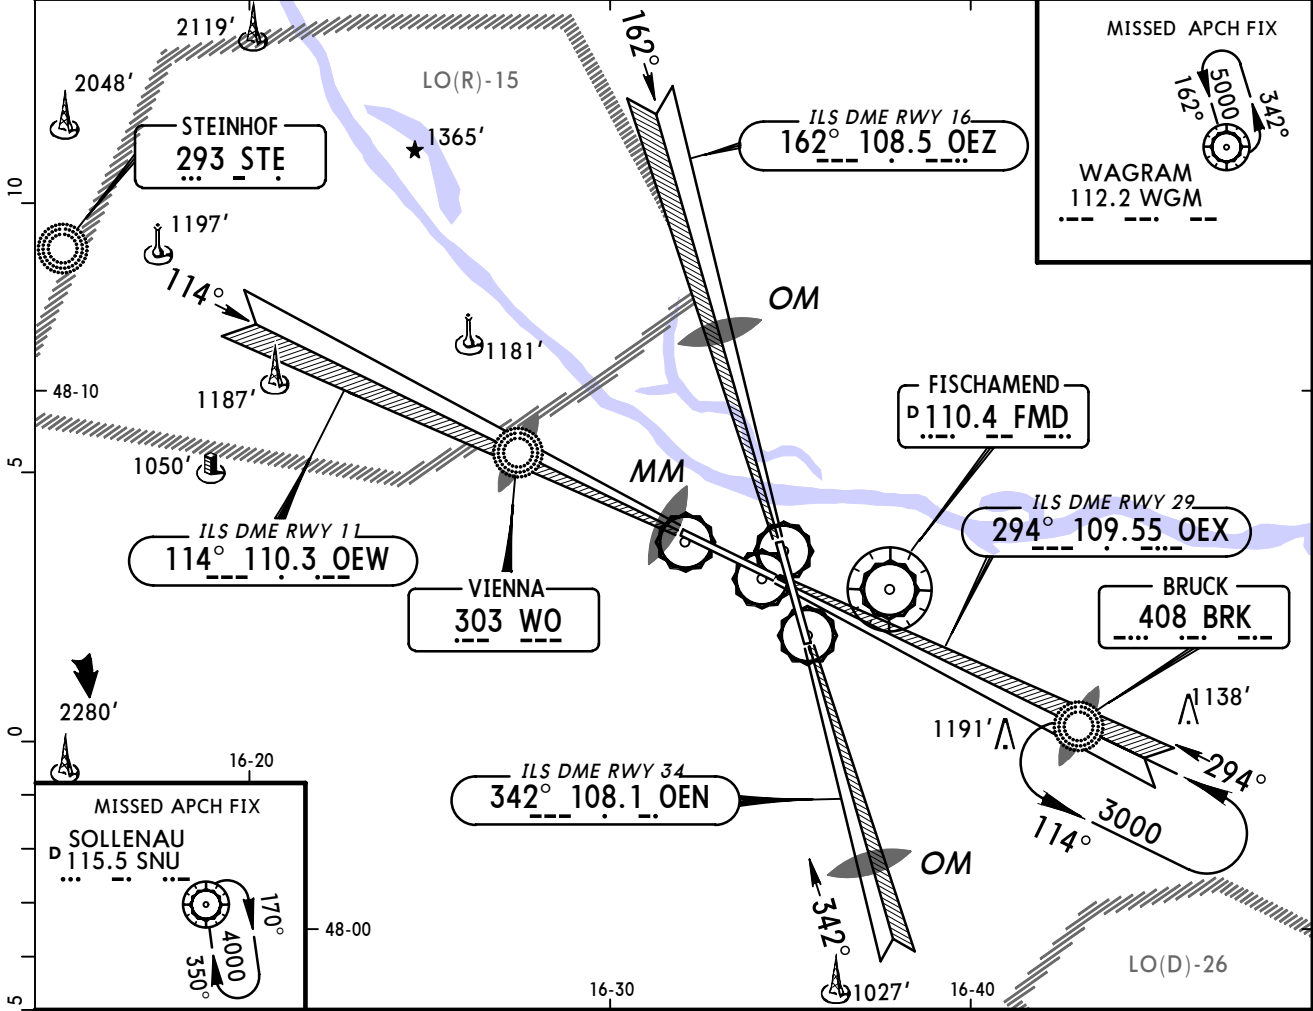 2119'
162°
MISSED APCH FIX
2048'
LO(R)-15
5000
162°
342°
ILS DME RWY 16
162° 108.5 OEZ
STEINHOF
293 STE
1365'
WAGRAM
112.2 WGM
10
1197'
114°
OM
1181'
1187'
48-10
FISCHAMEND
D 110.4 FMD
1050'
5
MM
ILS DME RWY 29
294° 109.55 OEX
ILS DME RWY 11
114° 110.3 OEW
VIENNA
303 WO
BRUCK
408 BRK
2280'
1138'
1191'
0
16-20
294°
ILS DME RWY 34
342° 108.1 OEN
3000
114°
MISSED APCH FIX
SOLLENAU
D 115.5 SNU
OM
170°
4000
350°
48-00
342°
LO(D)-26
5
16-30
1027'
16-40